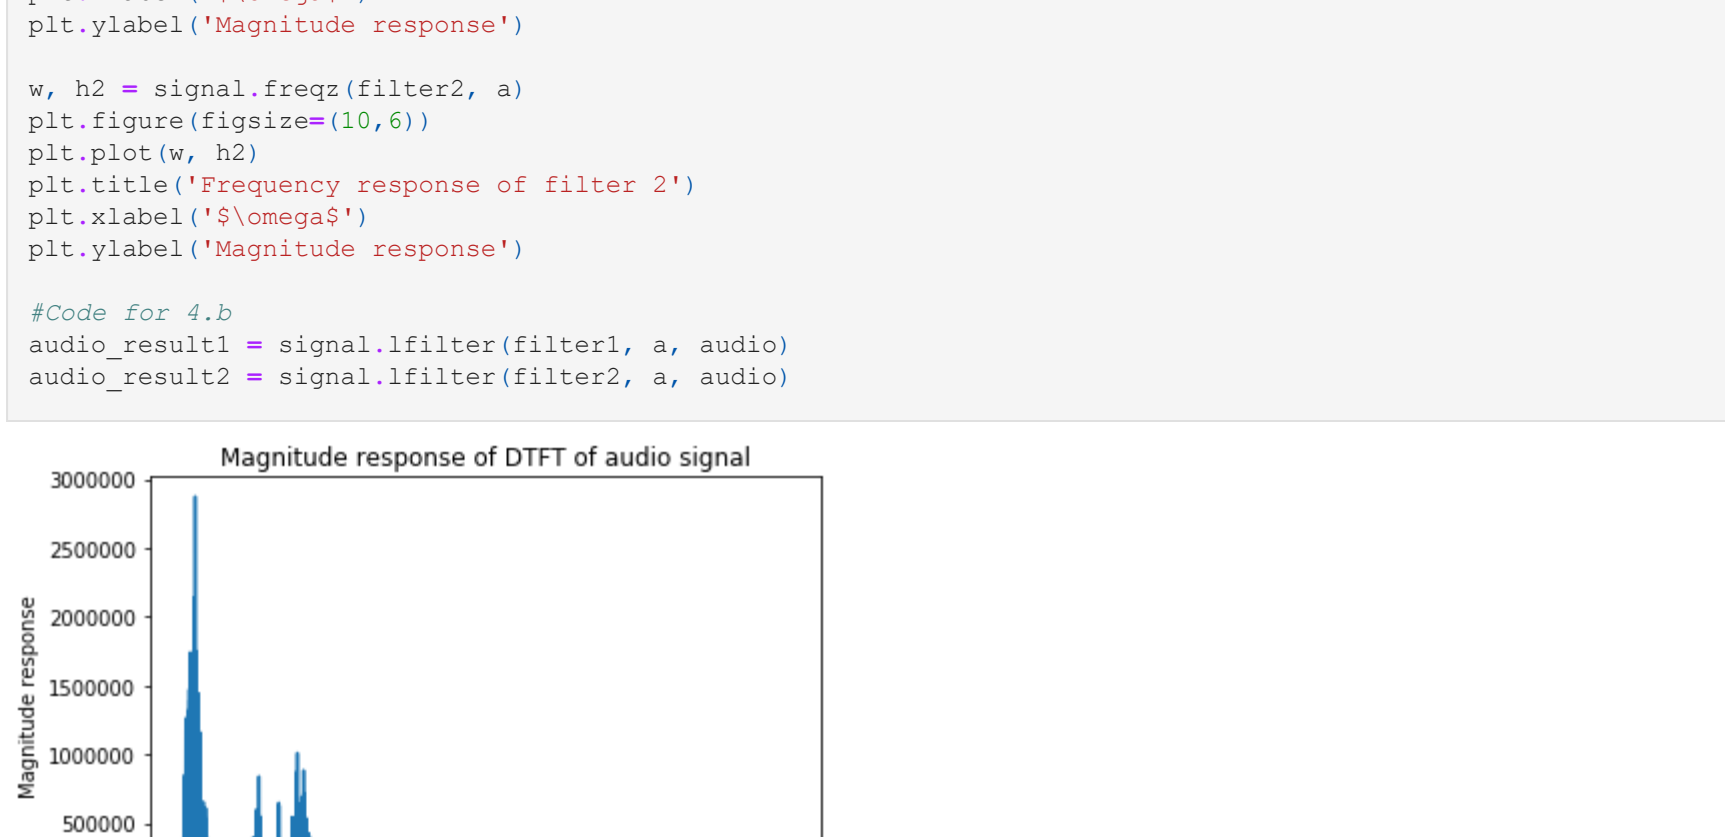 plt.ylabel('Magnitude response')
w, h2 = signal.freqz(filter2, a)
plt.figure(figsize=(10,6))
plt.plot(w, h2)
plt.title('Frequency response of filter 2')
plt.xlabel('$\omega$')
plt.ylabel('Magnitude response')
#Code for 4.b
audio_result1 = signal.lfilter(filter1, a, audio)
audio_result2 = signal.lfilter(filter2, a, audio)
Magnitude response of DTFT of audio signal
3000000
2500000
2000000
1500000
1000000
500000
Magnitude response